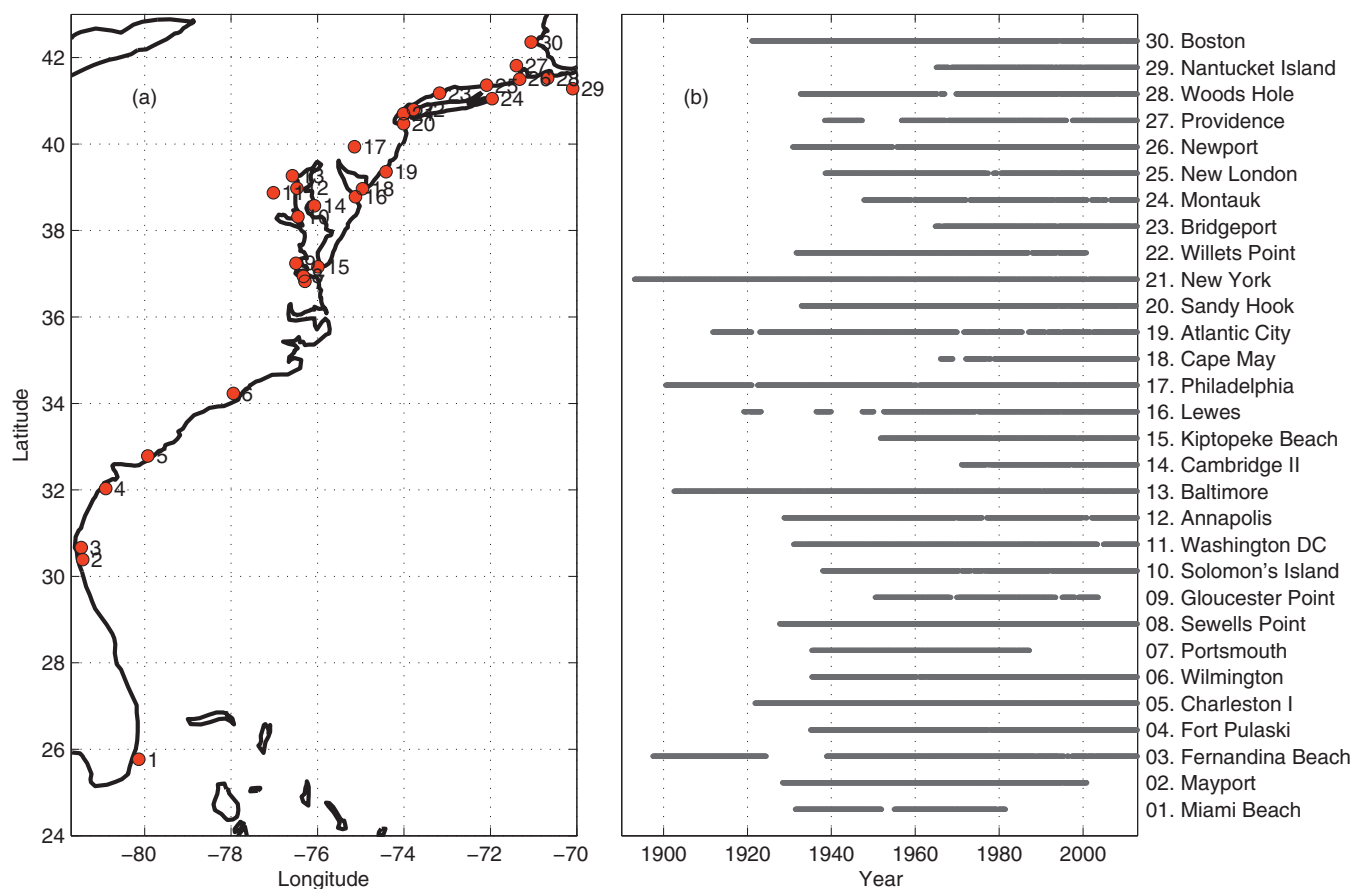 (a)
30
27
25
26
28
29
23
24
22
20
17
19
18
16
13
12
11
14
10
9
15
8
6
5
4
3
2
1
42
40
38
36
34
32
30
28
26
24
Latitude
−80
−78
−76
−74
−72
−70
Longitude
(b)
30. Boston
29. Nantucket Island
28. Woods Hole
27. Providence
26. Newport
25. New London
24. Montauk
23. Bridgeport
22. Willets Point
21. New York
20. Sandy Hook
19. Atlantic City
18. Cape May
17. Philadelphia
16. Lewes
15. Kiptopeke Beach
14. Cambridge II
13. Baltimore
12. Annapolis
11. Washington DC
10. Solomon's Island
09. Gloucester Point
08. Sewells Point
07. Portsmouth
06. Wilmington
05. Charleston I
04. Fort Pulaski
03. Fernandina Beach
02. Mayport
01. Miami Beach
1900
1920
1940
1960
1980
2000
Year